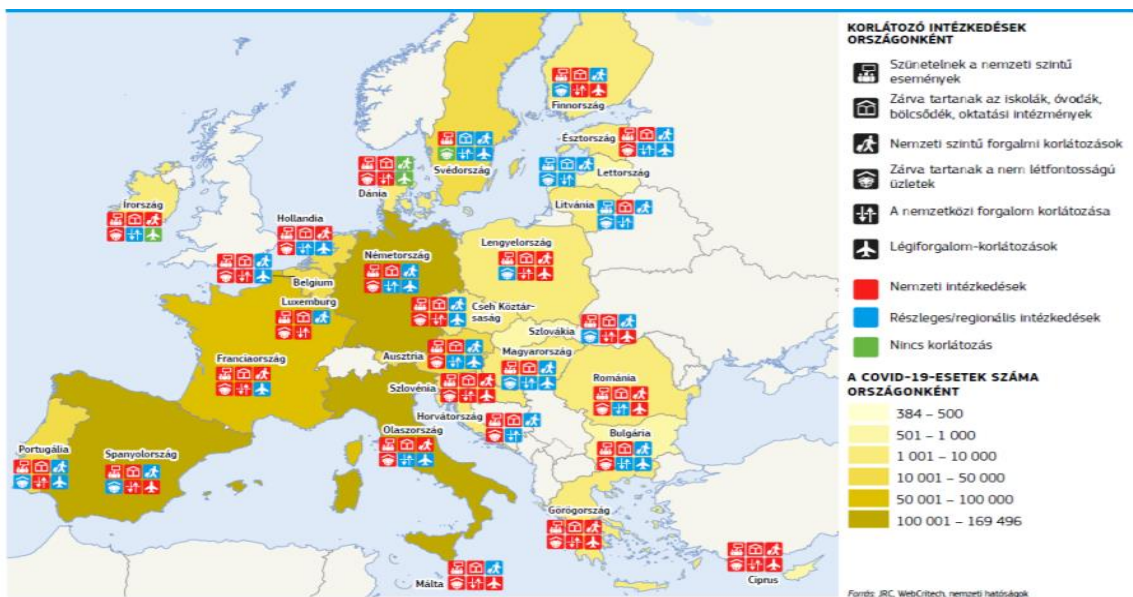 Finnország
Észtország
Svédország
Lettország
Dánia
Litvánia
Írország
Hollandia
Lengyelország
Németország
Belgium
Cseh Köztár-
saság
Luxemburg
Szlovákia
Ausztria
Magyarország
Franciaország
Románia
Szlovénia
Horvátország
Olaszország
Bulgária
Portugália
Spanyolország
Görögország
Málta
Ciprus
KORLÁTOZÓ INTÉZKEDÉSEK
ORSZÁGONKÉNT
Szünetelnek a nemzeti szintű
események
Zárva tartanak az iskolák, óvodák,
bölcsődék, oktatási intézmények
Nemzeti szintű forgalmi korlátozások
Zárva tartanak a nem létfontosságú
üzletek
A nemzetközi forgalom korlátozása
Légiforgalom-korlátozások
Nemzeti intézkedések
Részleges/regionális intézkedések
Nincs korlátozás
A COVID-19-ESETEK SZÁMA
ORSZÁGONKÉNT
384 – 500
501 – 1 000
1 001 – 10 000
10 001 – 50 000
50 001 – 100 000
100 001 – 169 496
Forrás: JRC, WebCritech, nemzeti hatóságok